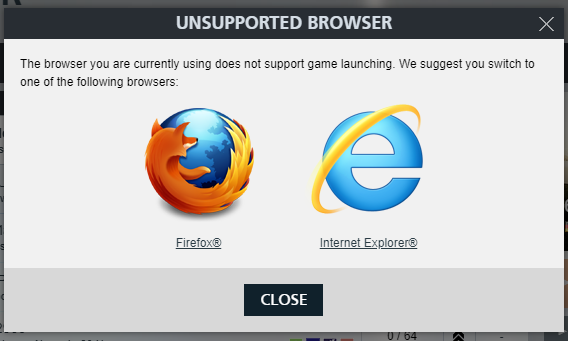 UNSUPPORTED BROWSER
The browser you are currently using does not support game launching. We suggest you switch to
one of the following browsers:
Firefox®
Internet Explorer®
CLOSE
0 / 64